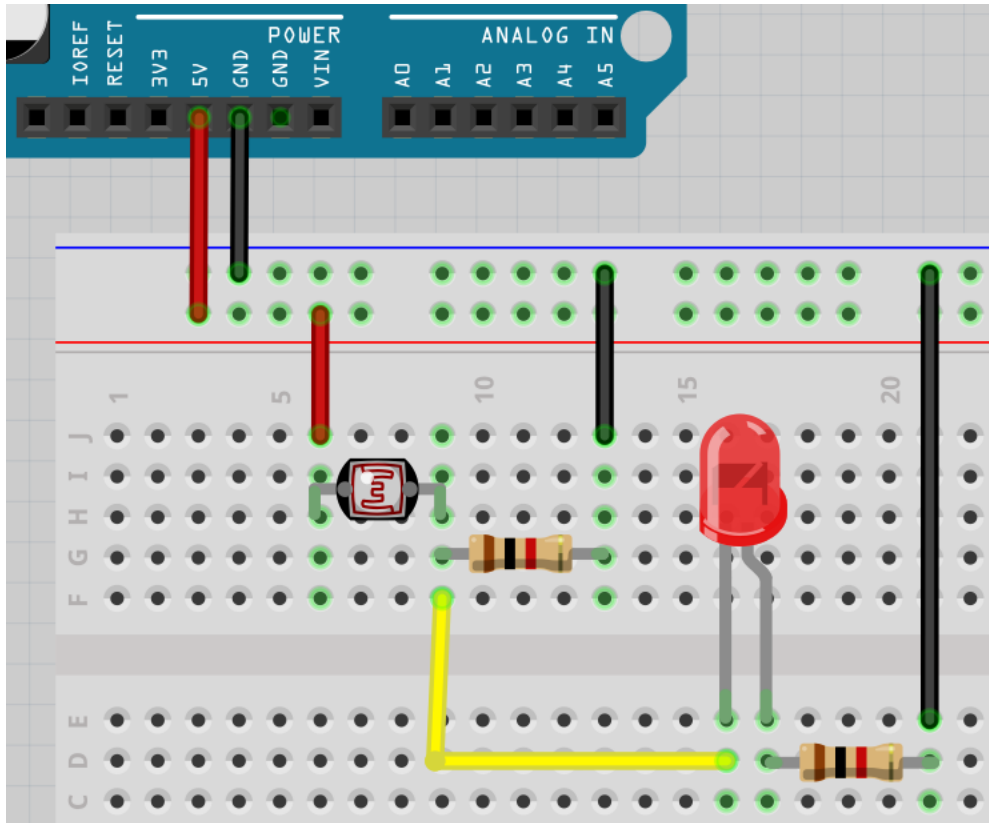 POWER
ANALOG IN
IOREF
RESET
3V3
5V
GND
GND
VIN
A0
A1
A2
A3
A4
A5
1
5
10
15
20
J
I
H
G
F
E
D
C